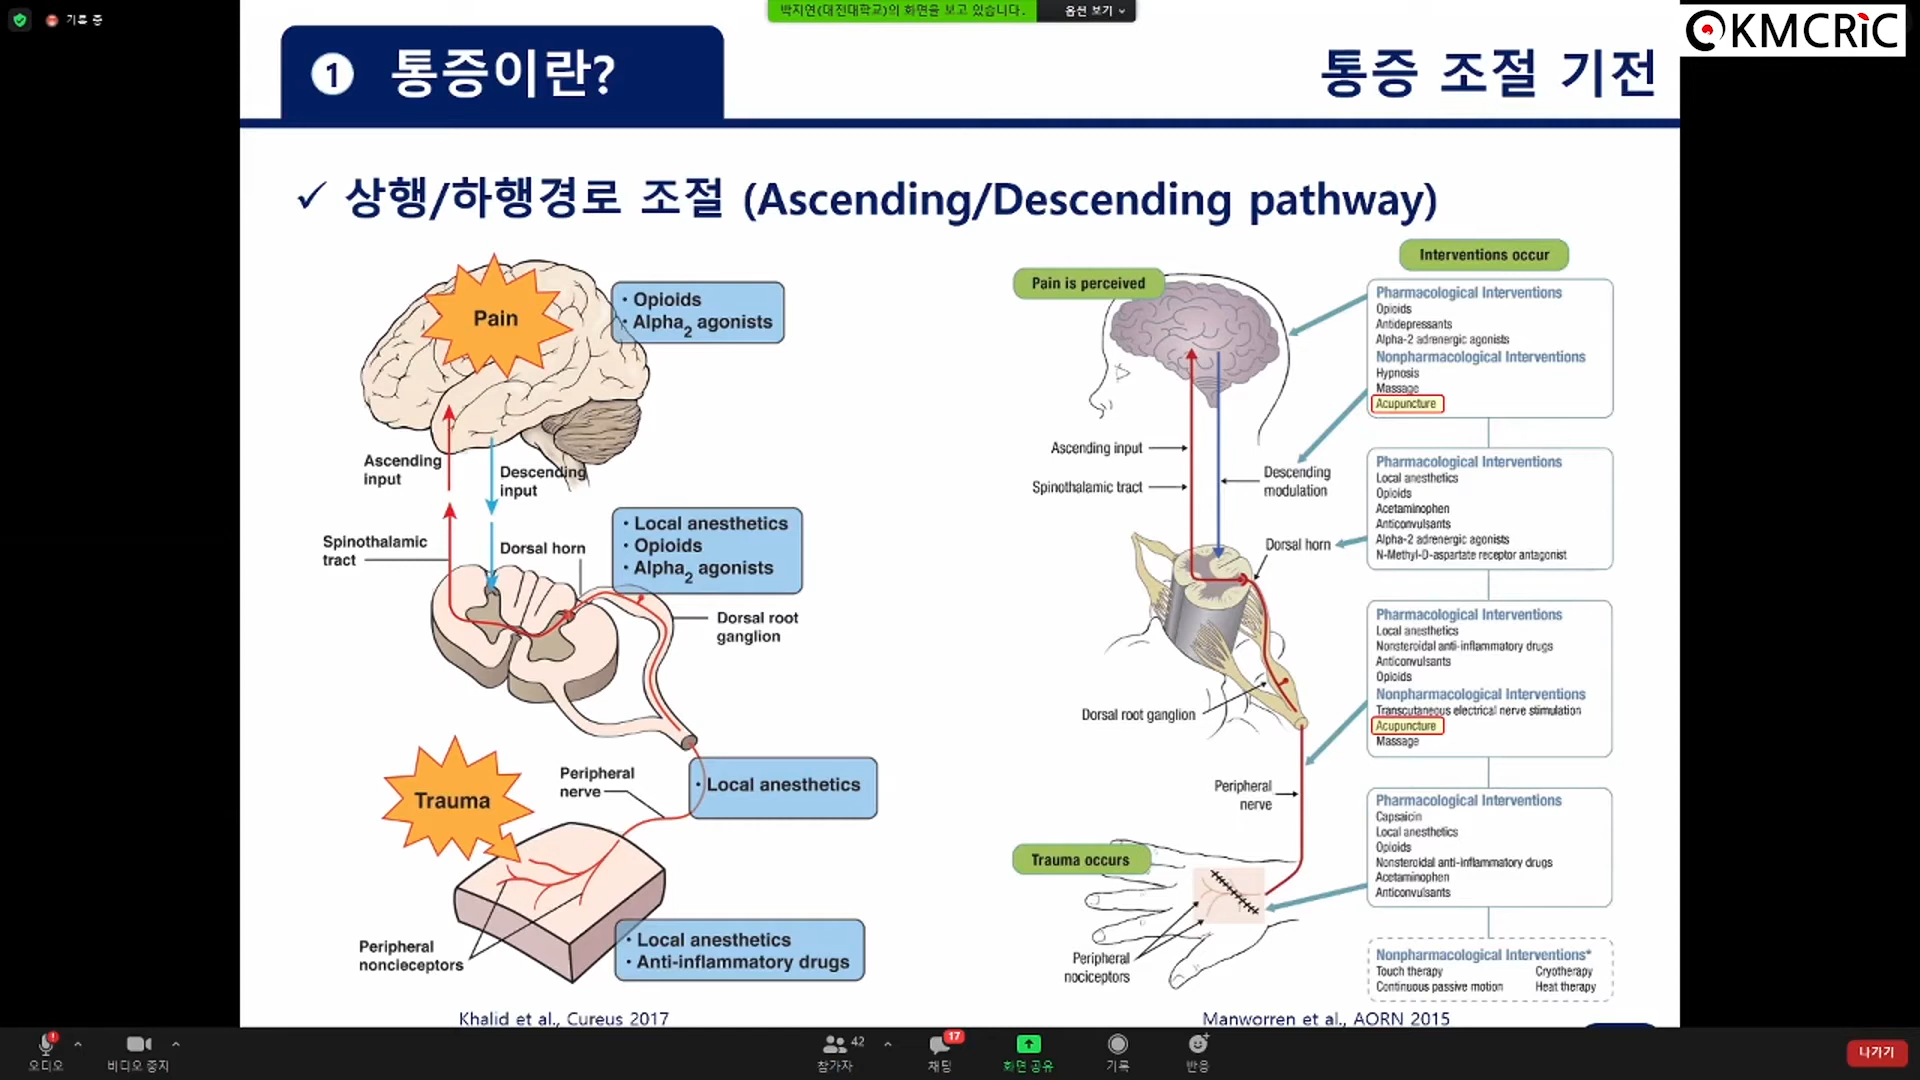 기록 중
박지연(대전대학교)의 화면을 보고 있습니다.
옵션 보기
KMCRiC
1 통증이란?
통증 조절 기전
✓ 상행/하행경로 조절 (Ascending/Descending pathway)
Pain
• Opioids
• Alpha2 agonists
Ascending
input
Descending
input
Spinothalamic
tract
Dorsal horn
• Local anesthetics
• Opioids
• Alpha2 agonists
Dorsal root
ganglion
Trauma
Peripheral
nerve
• Local anesthetics
Peripheral
noncieceptors
• Local anesthetics
• Anti-inflammatory drugs
Khalid et al., Cureus 2017
Pain is perceived
Ascending input
Spinothalamic tract
Descending
modulation
Dorsal horn
Dorsal root ganglion
Peripheral
nerve
Trauma occurs
Peripheral
nociceptors
Interventions occur
Pharmacological Interventions
Opioids
Antidepressants
Alpha-2 adrenergic agonists
Nonpharmacological Interventions
Hypnosis
Massage
Acupuncture
Pharmacological Interventions
Local anesthetics
Opioids
Acetaminophen
Anticonvulsants
Alpha-2 adrenergic agonists
N-Methyl-D-aspartate receptor antagonist
Pharmacological Interventions
Local anesthetics
Nonsteroidal anti-inflammatory drugs
Anticonvulsants
Opioids
Nonpharmacological Interventions
Transcutaneous electrical nerve stimulation
Acupuncture
Massage
Pharmacological Interventions
Capsaicin
Local anesthetics
Opioids
Nonsteroidal anti-inflammatory drugs
Acetaminophen
Anticonvulsants
Nonpharmacological Interventions*
Touch therapy Cryotherapy
Continuous passive motion Heat therapy
Manworren et al., AORN 2015
오디오
비디오 중지
42
참가자
17
채팅
화면 공유
기록
반응
나가기